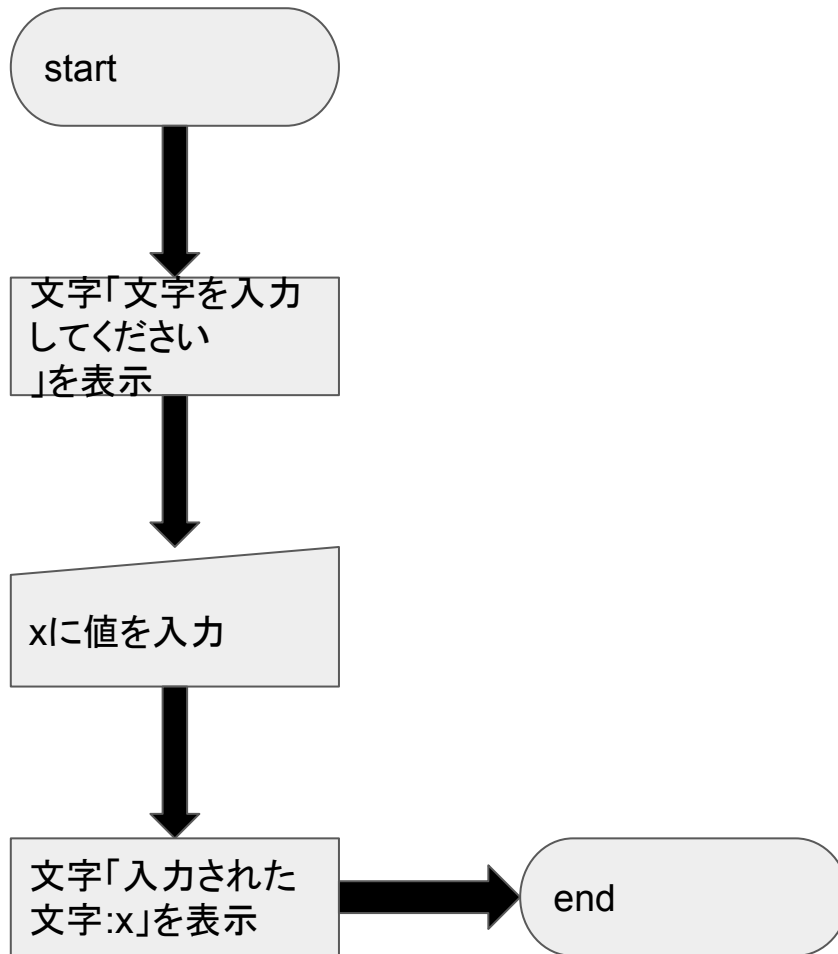 start
文字「文字を入力
してください
」を表示
xに値を入力
文字「入力された
文字:x」を表示
end